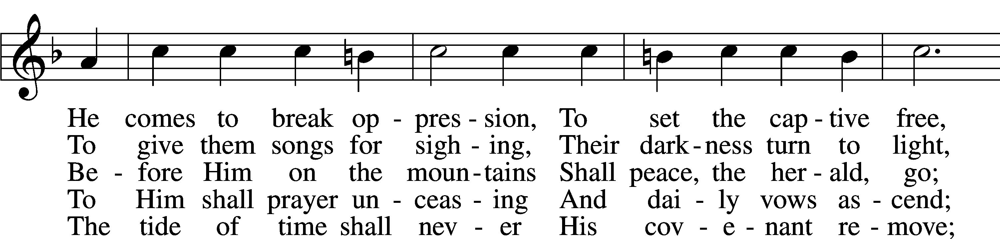 He comes to break op - pres - sion, To set the cap - tive free,
To give them songs for sigh - ing, Their dark - ness turn to light,
Be - fore Him on the moun - tains Shall peace, the her - ald, go;
To Him shall prayer un - ceas - ing And dai - ly vows as - cend;
The tide of time shall nev - er His cov - e - nant re - move;